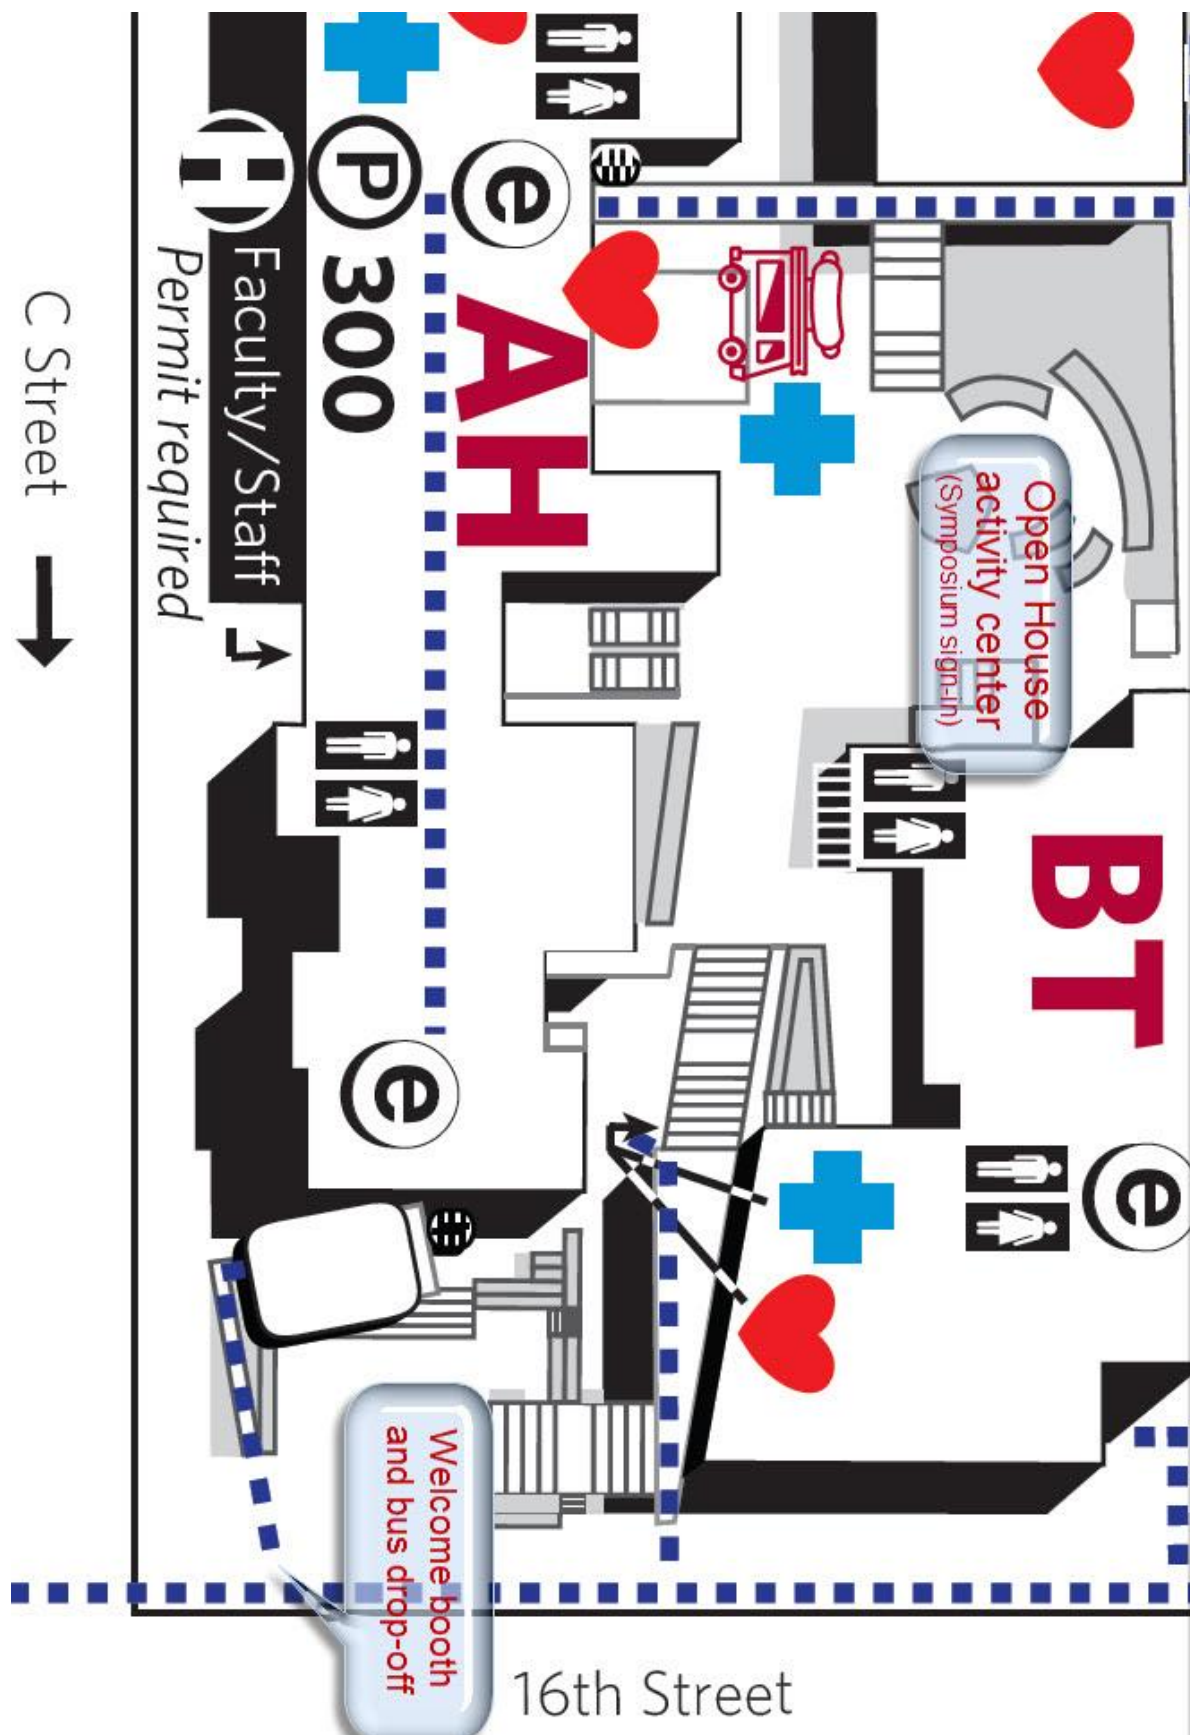 P
e
H
300
Faculty/Staff
Permit required
C Street
AH
Open House
activity center
(Symposium sign-in)
BT
e
e
Welcome booth
and bus drop-off
16th Street